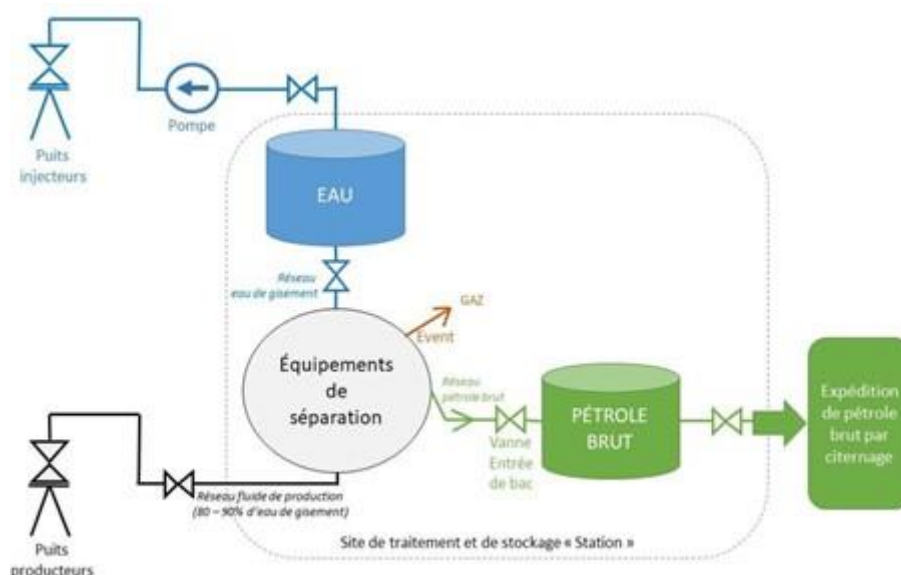 Pompe
Puits
injecteurs
EAU
Réseau
eau de gisement
GAZ
Event
Équipements
de
séparation
Réseau
pétrole brut
Vanne
Entrée
de bac
PÉTROLE
BRUT
Expédition
de pétrole
brut par
citernage
Réseau fluide de production
(80 – 90% d'eau de gisement)
Puits
producteurs
Site de traitement et de stockage « Station »